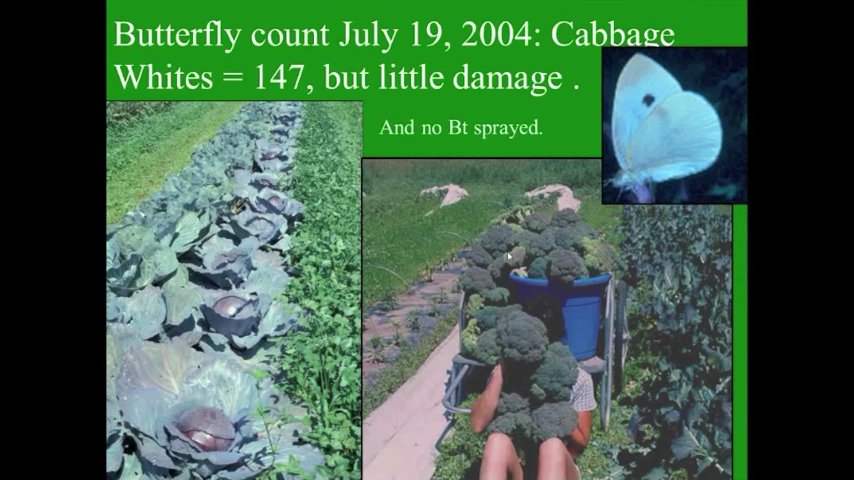 Butterfly count July 19, 2004: Cabbage
Whites = 147, but little damage .
And no Bt sprayed.